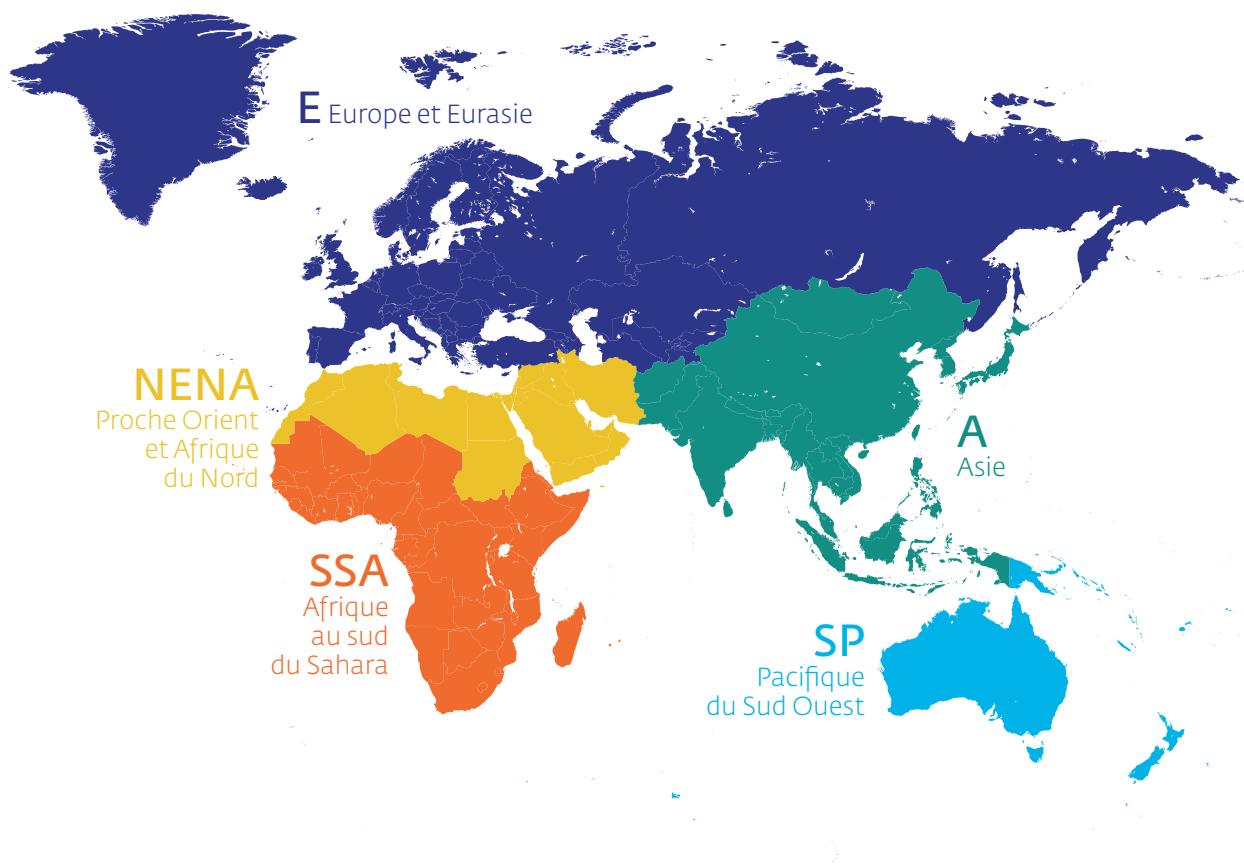 E Europe et Eurasie
NENA
Proche Orient
et Afrique
du Nord
A
Asie
SSA
Afrique
au sud
du Sahara
SP
Pacifique
du Sud Ouest